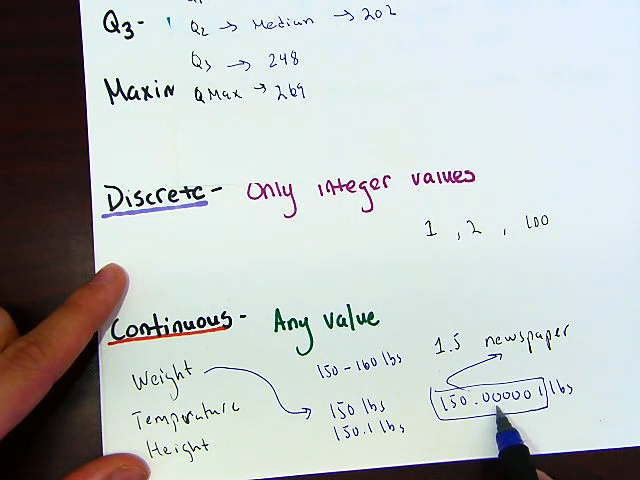 Q3-
Q2 → Median → 202
Q3 → 248
Maxim QMax → 269
Discrete - Only integer values
1 , 2 , 100
Continuous - Any value
1.5 newspaper
150-160 lbs
Weight
150 lbs
150.000001 lbs
Temperature
150.1 lbs
Height